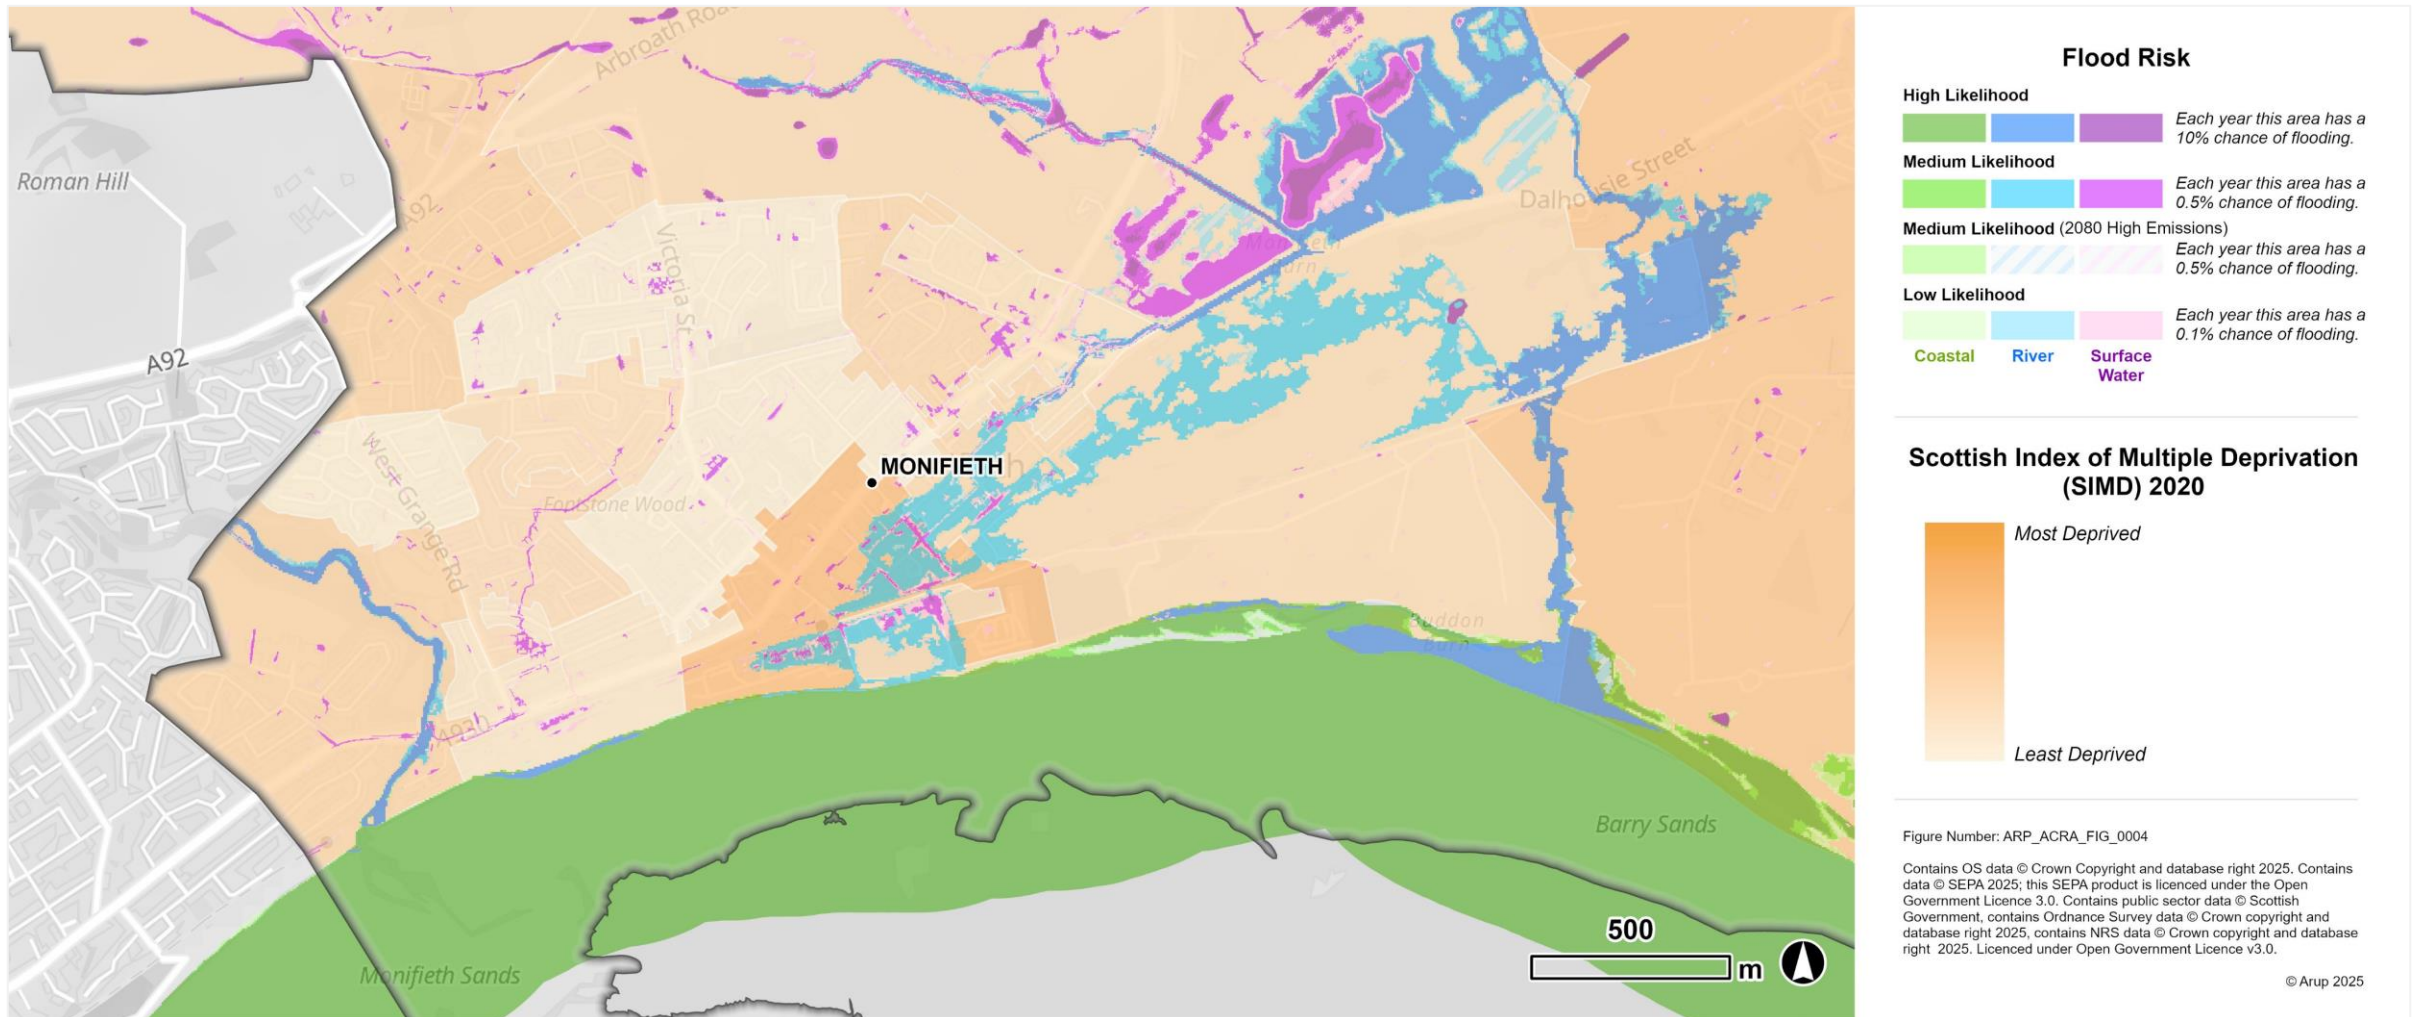 Arbroath Road
Roman Hill
A92
Victoria St
Dalhousie Street
Burn
A92
West Grange Rd
MONIFIETH
Buddon
Burn
A930
Barry Sands
Monifieth Sands
500
m
Flood Risk
High Likelihood
Each year this area has a
10% chance of flooding.
Medium Likelihood
Each year this area has a
0.5% chance of flooding.
Medium Likelihood (2080 High Emissions)
Each year this area has a
0.5% chance of flooding.
Low Likelihood
Each year this area has a
0.1% chance of flooding.
Coastal
River
Surface
Water
Scottish Index of Multiple Deprivation
(SIMD) 2020
Most Deprived
Least Deprived
Figure Number: ARP_ACRA_FIG_0004
Contains OS data © Crown Copyright and database right 2025. Contains
data © SEPA 2025; this SEPA product is licenced under the Open
Government Licence 3.0. Contains public sector data © Scottish
Government, contains Ordnance Survey data © Crown copyright and
database right 2025, contains NRS data © Crown copyright and database
right 2025. Licenced under Open Government Licence v3.0.
© Arup 2025